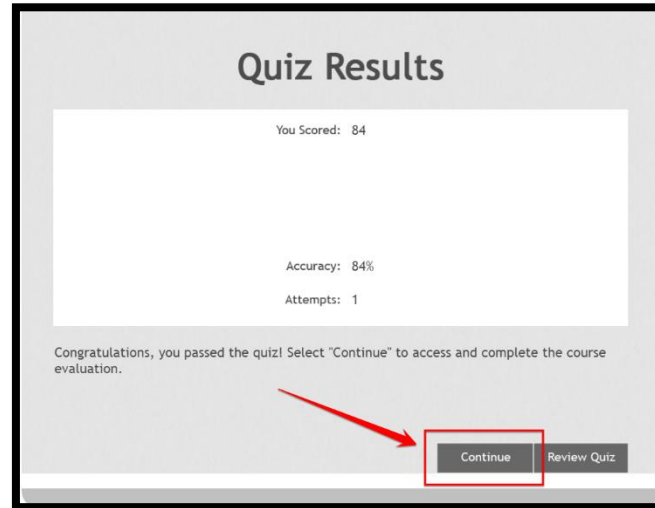 Quiz Results
You Scored: 84
Accuracy: 84%
Attempts: 1
Congratulations, you passed the quiz! Select "Continue" to access and complete the course
evaluation.
Continue Review Quiz